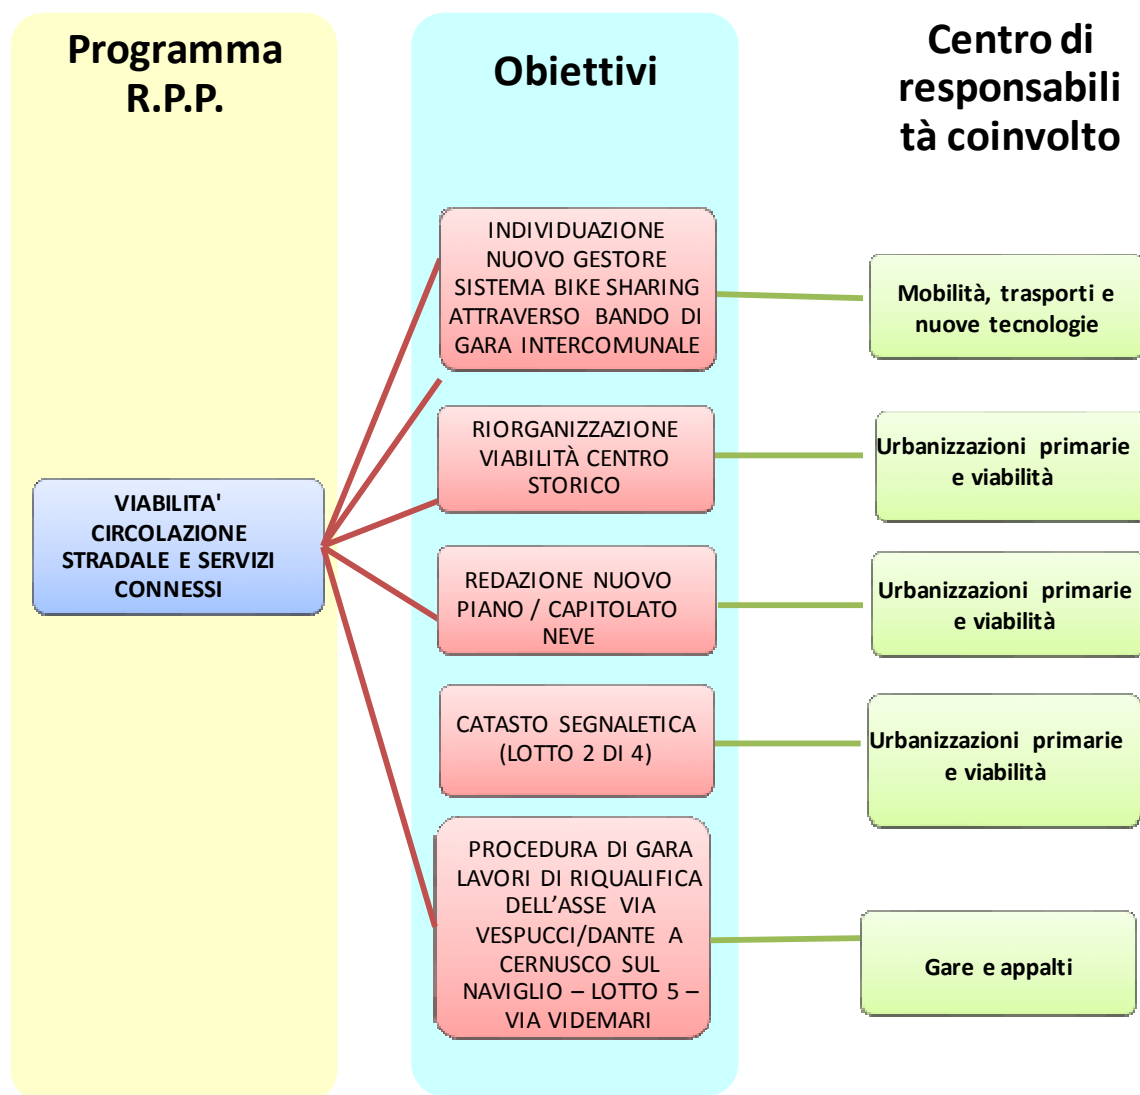 Programma
R.P.P.
Obiettivi
Centro di
responsabili
tà coinvolto
VIABILITA'
CIRCOLAZIONE
STRADALE E SERVIZI
CONNESSI
INDIVIDUAZIONE
NUOVO GESTORE
SISTEMA BIKE SHARING
ATTRAVERSO BANDO DI
GARA INTERCOMUNALE
Mobilità, trasporti e
nuove tecnologie
RIORGANIZZAZIONE
VIABILITÀ CENTRO
STORICO
Urbanizzazioni primarie
e viabilità
REDAZIONE NUOVO
PIANO / CAPITOLATO
NEVE
Urbanizzazioni primarie
e viabilità
CATASTO SEGNALETICA
(LOTTO 2 DI 4)
Urbanizzazioni primarie
e viabilità
PROCEDURA DI GARA
LAVORI DI RIQUALIFICA
DELL’ASSE VIA
VESPUCCI/DANTE A
CERNUSCO SUL
NAVIGLIO – LOTTO 5 –
VIA VIDEMARI
Gare e appalti